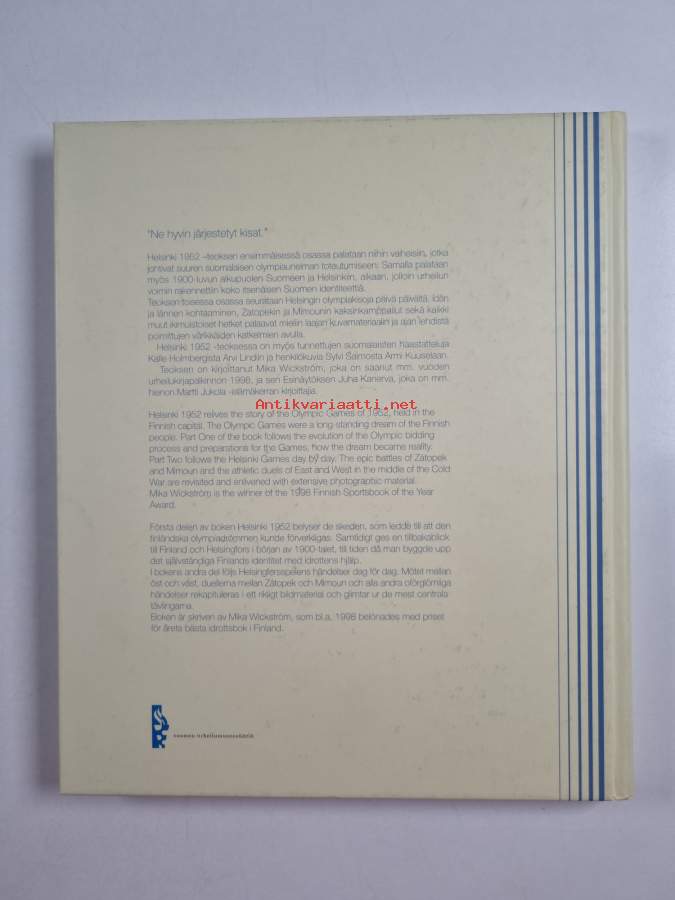 "Ne hyvin järjestetyt kisat."
Helsinki 1952 –teoksen ensimmäisessä osassa palataan niihin vaiheisiin, jotka
johtivat suuren suomalaisen olympiaunelman toteutumiseen. Samalla palataan
myös 1900-luvun alkupuolen Suomeen ja Helsinkiin, aikaan, jolloin urheilun
voimin rakennettiin koko itsenäisen Suomen identiteettiä.
Teoksen toisessa osassa seurataan Helsingin olympiakisoja päivä päivältä. Idän
ja lännen kohtaaminen, Zátopekin ja Mimounin kaksinkamppailut sekä kaikki
muut ikimuistoiset hetket palaavat mieliin laajan kuvamateriaalin ja ajan lehdistä
poimittujen värikkäiden katkelmien avulla.
Helsinki 1952 -teoksessa on myös tunnettujen suomalaisten haastatteluja
Kalle Holmbergista Arvi Lindiin ja henkilökuvia Sylvi Saimosta Armi Kuuselaan.
Teoksen on kirjoittanut Mika Wickström, joka on saanut mm. vuoden
urheilukirjapalkinnon 1998, ja sen Esinäytöksen Juha Kanerva, joka on mm.
hienon Martti Jukola -elämäkerran kirjoittaja.
Antikvariaatti.net
Helsinki 1952 relives the story of the Olympic Games of 1952, held in the
Finnish capital. The Olympic Games were a long-standing dream of the Finnish
people. Part One of the book follows the evolution of the Olympic bidding
process and preparations for the Games, how the dream became reality.
Part Two follows the Helsinki Games day by day. The epic battles of Zátopek
and Mimoun and the athletic duels of East and West in the middle of the Cold
War are revisited and enlivened with extensive photographic material.
Mika Wickström is the winner of the 1998 Finnish Sportsbook of the Year
Award.
Första delen av boken Helsinki 1952 belyser de skeden, som ledde till att den
finländska olympiadrömmen kunde förverkligas. Samtidigt ges en tillbakablick
till Finland och Helsingfors i början av 1900-talet, till tiden då man byggde upp
det självständiga Finlands identitet med idrottens hjälp.
I bokens andra del följs Helsingforsspelens händelser dag för dag. Mötet mellan
öst och väst, duellerna mellan Zátopek och Mimoun och alla andra oförglömliga
händelser rekapituleras i ett rikligt bildmaterial och glimtar ur de mest centrala
tävlingarna.
Boken är skriven av Mika Wickström, som bl.a. 1998 belönades med priset
för årets bästa idrottsbok i Finland.
suomen urheilumuseosäätiö